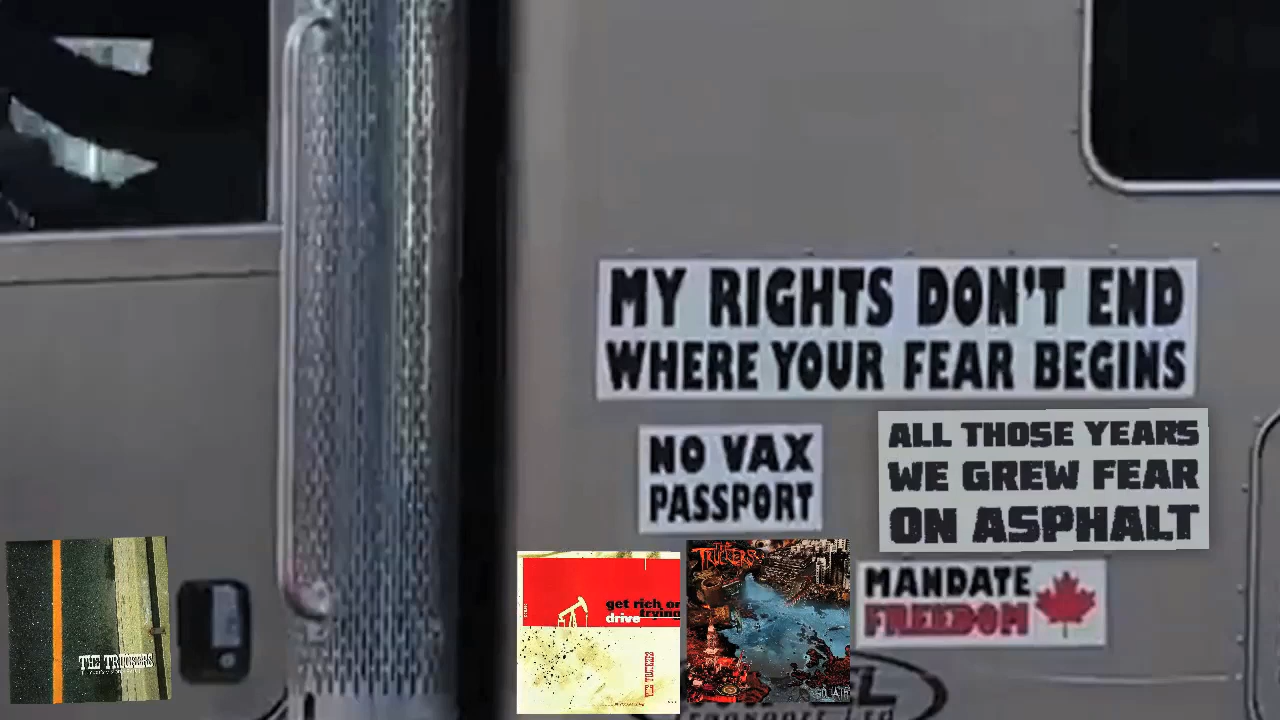 MY RIGHTS DON'T END
WHERE YOUR FEAR BEGINS
NO VAX
PASSPORT
ALL THOSE YEARS
WE GREW FEAR
ON ASPHALT
MANDATE
FREEDOM
THE TRUCKERS
get rich or
drive trying
THE
TRUCKERS